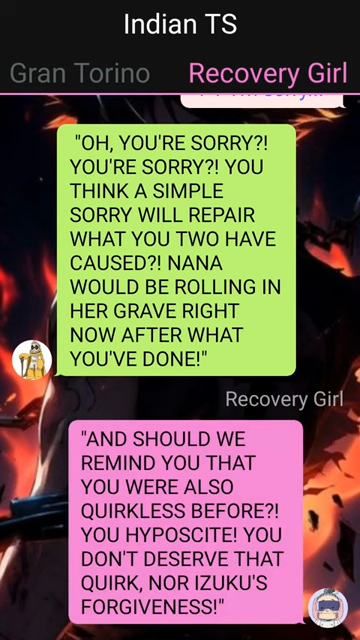 Indian TS
Gran Torino Recovery Girl
"OH, YOU'RE SORRY?!
YOU'RE SORRY?! YOU
THINK A SIMPLE
SORRY WILL REPAIR
WHAT YOU TWO HAVE
CAUSED?! NANA
WOULD BE ROLLING IN
HER GRAVE RIGHT
NOW AFTER WHAT
YOU'VE DONE!"
Recovery Girl
"AND SHOULD WE
REMIND YOU THAT
YOU WERE ALSO
QUIRKLESS BEFORE?!
YOU HYPOSCITE! YOU
DON'T DESERVE THAT
QUIRK, NOR IZUKU'S
FORGIVENESS!"